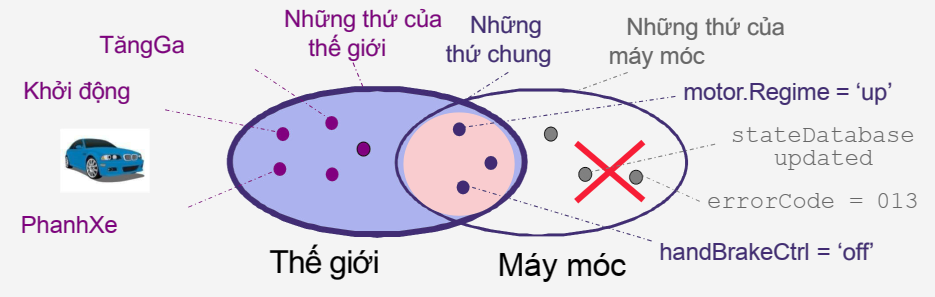 Những thứ của
thế giới
TăngGa
Những
thứ chung
Những thứ của
máy móc
Khởi động
motor.Regime = ‘up’
stateDatabase
updated
errorCode = 013
PhanhXe
handBrakeCtrl = ‘off’
Thế giới
Máy móc